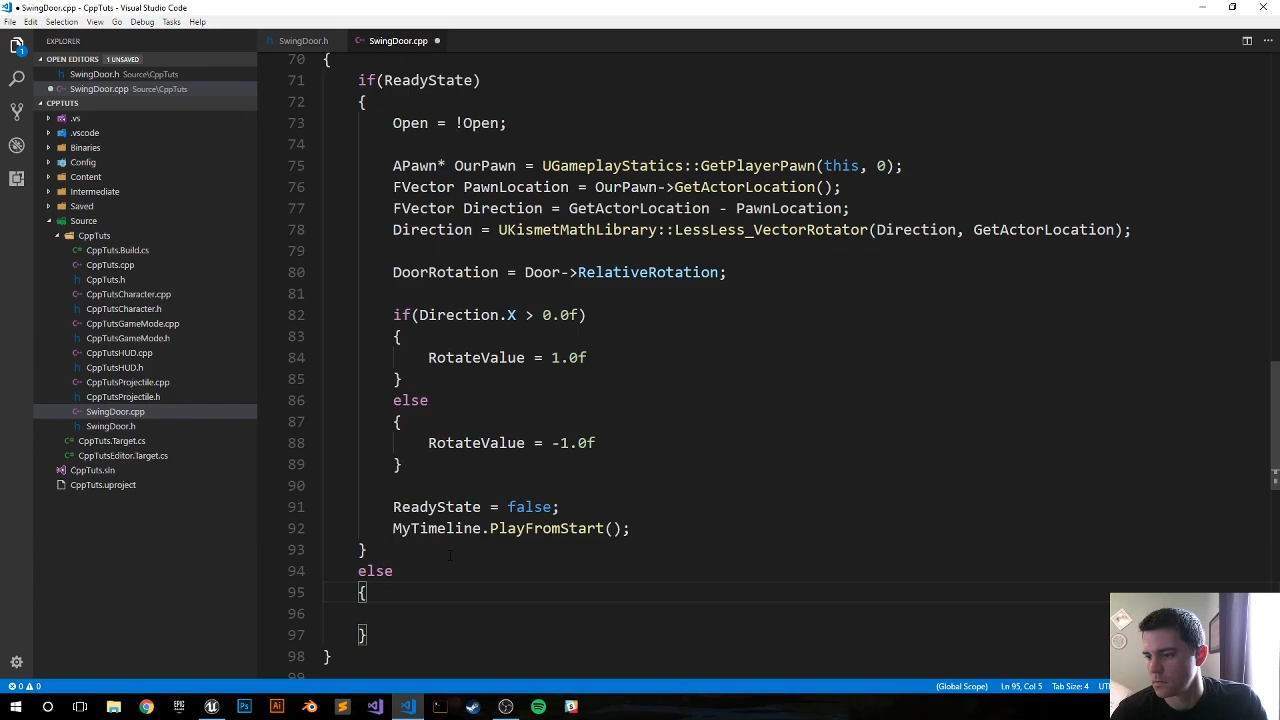 SwingDoor.cpp - CppTuts - Visual Studio Code
File Edit Selection View Go Debug Tasks Help
EXPLORER
SwingDoor.h
SwingDoor.cpp
OPEN EDITORS 1 UNSAVED
SwingDoor.h Source\CppTuts
SwingDoor.cpp Source\CppTuts
CPPTUTS
.vs
.vscode
Binaries
Config
Content
Intermediate
Saved
Source
CppTuts
CppTuts.Build.cs
CppTuts.cpp
CppTuts.h
CppTutsCharacter.cpp
CppTutsCharacter.h
CppTutsGameMode.cpp
CppTutsGameMode.h
CppTutsHUD.cpp
CppTutsHUD.h
CppTutsProjectile.cpp
CppTutsProjectile.h
SwingDoor.cpp
SwingDoor.h
CppTuts.Target.cs
CppTutsEditor.Target.cs
CppTuts.sln
CppTuts.uproject
70 {
71 if(ReadyState)
72 {
73 Open = !Open;
74
75 APawn* OurPawn = UGameplayStatics::GetPlayerPawn(this, 0);
76 FVector PawnLocation = OurPawn->GetActorLocation();
77 FVector Direction = GetActorLocation - PawnLocation;
78 Direction = UKismetMathLibrary::LessLess_VectorRotator(Direction, GetActorLocation);
79
80 DoorRotation = Door->RelativeRotation;
81
82 if(Direction.X > 0.0f)
83 {
84 RotateValue = 1.0f
85 }
86 else
87 {
88 RotateValue = -1.0f
89 }
90
91 ReadyState = false;
92 MyTimeline.PlayFromStart();
93 }
94 else
95 {
96
97 }
98 }
0 0 (Global Scope) Ln 95, Col 5 Tab Size: 4